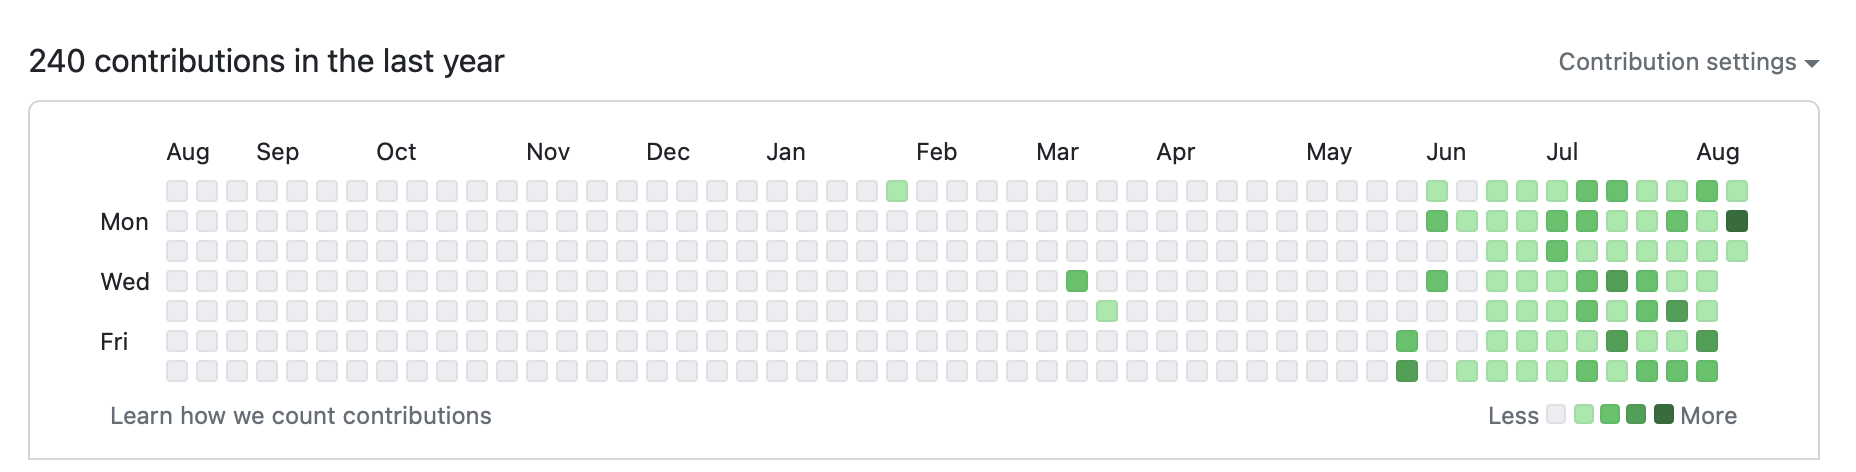 240 contributions in the last year
Contribution settings
Aug Sep Oct Nov Dec Jan Feb Mar Apr May Jun Jul Aug
Mon
Wed
Fri
Learn how we count contributions
Less More